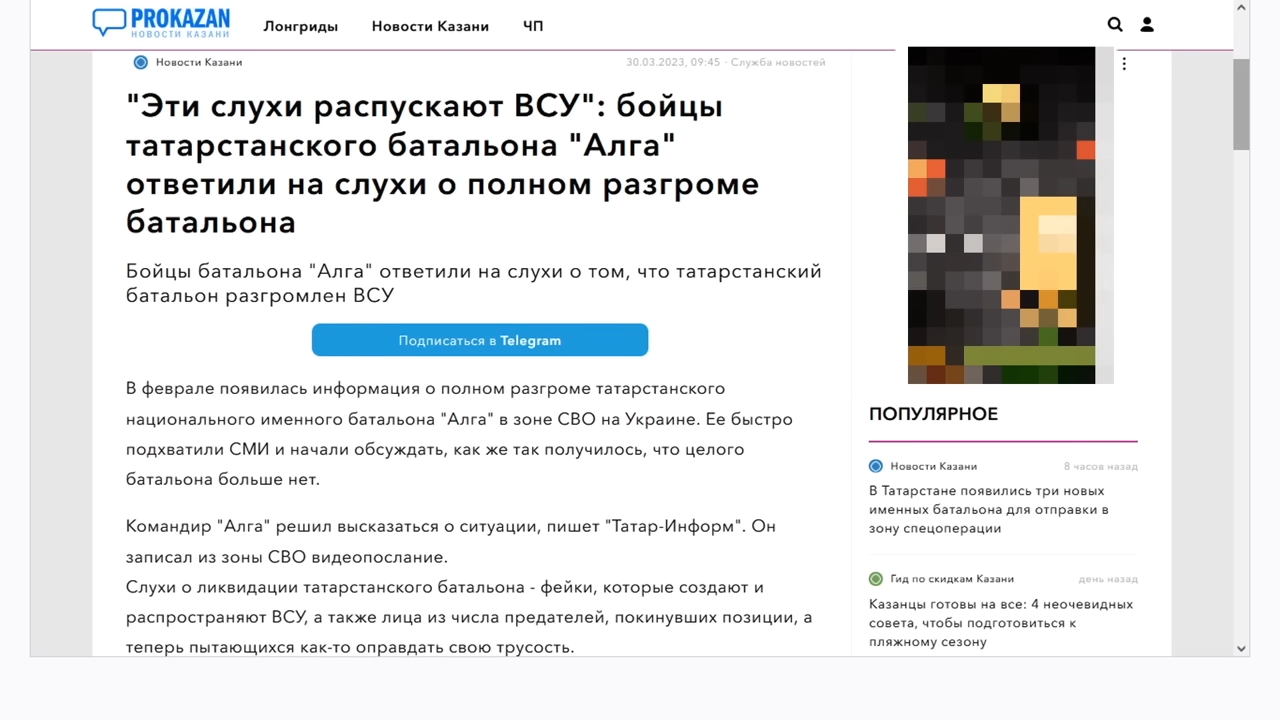 PROKAZAN
НОВОСТИ КАЗАНИ
Лонгриды
Новости Казани
ЧП
Новости Казани
30.03.2023, 09:45 · Служба новостей
"Эти слухи распускают ВСУ": бойцы
татарстанского батальона "Алга"
ответили на слухи о полном разгроме
батальона
Бойцы батальона "Алга" ответили на слухи о том, что татарстанский
батальон разгромлен ВСУ
Подписаться в Telegram
В феврале появилась информация о полном разгроме татарстанского
национального именного батальона "Алга" в зоне СВО на Украине. Ее быстро
подхватили СМИ и начали обсуждать, как же так получилось, что целого
батальона больше нет.
Командир "Алга" решил высказаться о ситуации, пишет "Татар-Информ". Он
записал из зоны СВО видеопослание.
Слухи о ликвидации татарстанского батальона - фейки, которые создают и
распространяют ВСУ, а также лица из числа предателей, покинувших позиции, а
теперь пытающихся как-то оправдать свою трусость.
ПОПУЛЯРНОЕ
Новости Казани
8 часов назад
В Татарстане появились три новых
именных батальона для отправки в
зону спецоперации
Гид по скидкам Казани
день назад
Казанцы готовы на все: 4 неочевидных
совета, чтобы подготовиться к
пляжному сезону